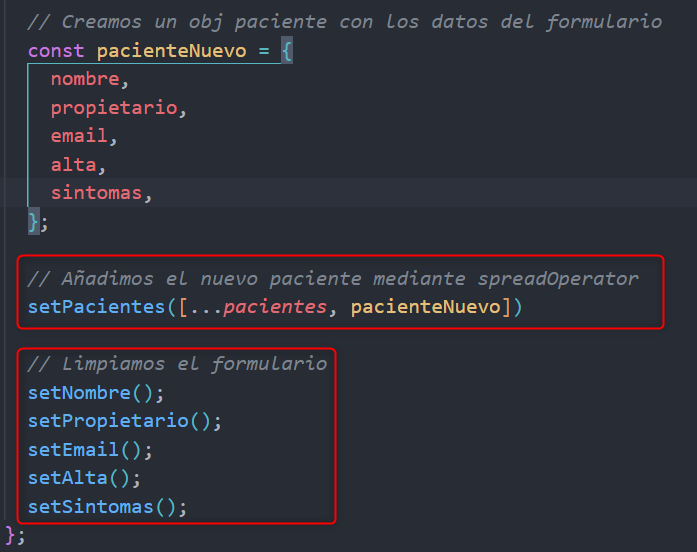 // Creamos un obj paciente con los datos del formulario
const pacienteNuevo = {
nombre,
propietario,
email,
alta,
sintomas,
};
// Añadimos el nuevo paciente mediante spreadOperator
setPacientes([...pacientes, pacienteNuevo])
// Limpiamos el formulario
setNombre();
setPropietario();
setEmail();
setAlta();
setSintomas();
};